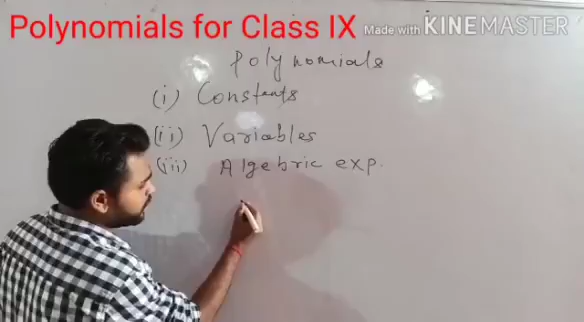 Polynomials for Class IX Made with KINEMASTER
Polynomials
(i) Constants
(ii) Variables
(iii) Algebric exp.